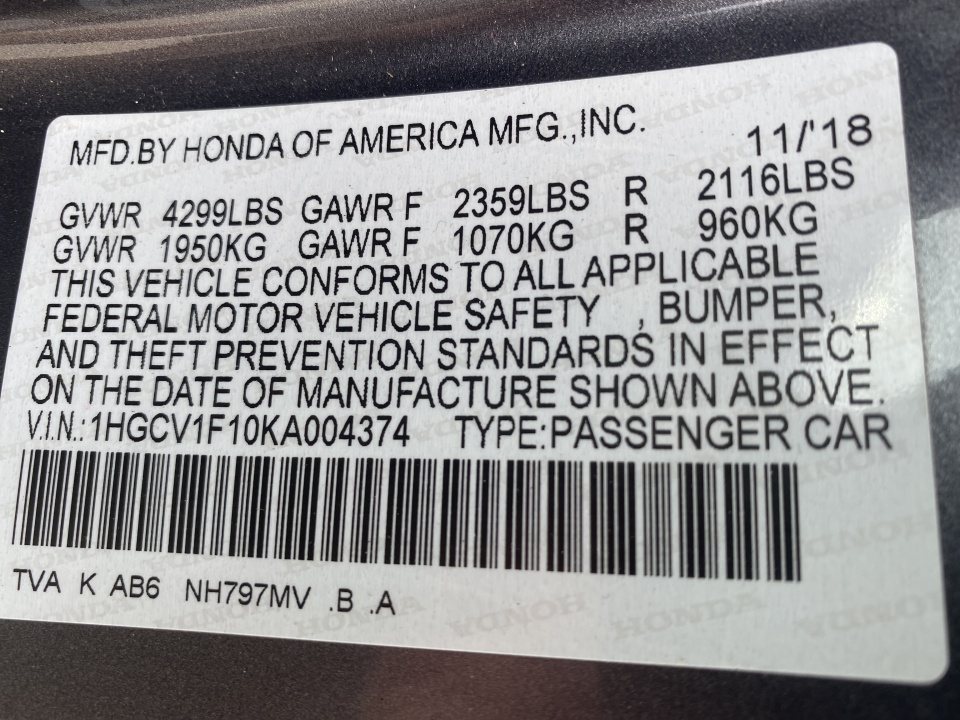 MFD.BY HONDA OF AMERICA MFG.,INC. 11/'18
GVWR 4299LBS GAWR F 2359LBS R 2116LBS
GVWR 1950KG GAWR F 1070KG R 960KG
THIS VEHICLE CONFORMS TO ALL APPLICABLE
FEDERAL MOTOR VEHICLE SAFETY , BUMPER,
AND THEFT PREVENTION STANDARDS IN EFFECT
ON THE DATE OF MANUFACTURE SHOWN ABOVE.
V.I.N.:1HGCV1F10KA004374 TYPE:PASSENGER CAR
TVA K AB6 NH797MV .B .A